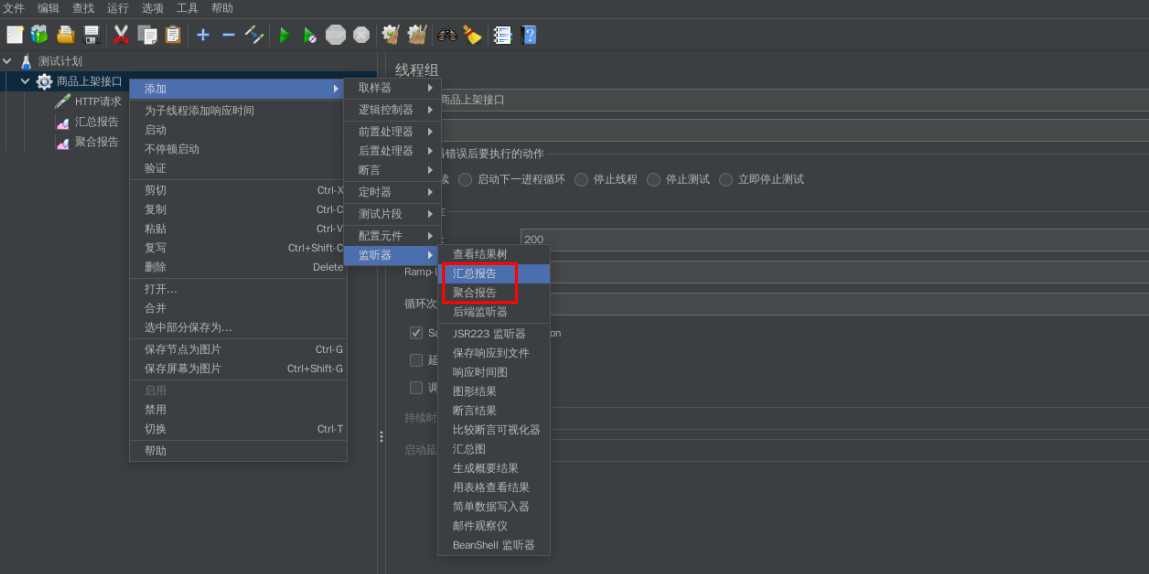 文件 编辑 查找 运行 选项 工具 帮助
测试计划
商品上架接口
HTTP请求
汇总报告
聚合报告
添加
为子线程添加响应时间
启动
不停顿启动
验证
剪切 Ctrl-X
复制 Ctrl-C
粘贴 Ctrl-V
复写 Ctrl+Shift-C
删除 Delete
打开...
合并
选中部分保存为...
保存节点为图片 Ctrl-G
保存屏幕为图片 Ctrl+Shift-G
启用
禁用
切换 Ctrl-T
帮助
取样器
逻辑控制器
前置处理器
后置处理器
断言
定时器
测试片段
配置元件
监听器
查看结果树
汇总报告
聚合报告
后端监听器
JSR223 监听器
保存响应到文件
响应时间图
图形结果
断言结果
比较断言可视化器
汇总图
生成概要结果
用表格查看结果
简单数据写入器
邮件观察仪
BeanShell 监听器
线程组
商品上架接口
错误后要执行的动作
续 启动下一进程循环 停止线程 停止测试 立即停止测试
200
Ramp-
循环次
Sa on
延
调
持续时
启动延